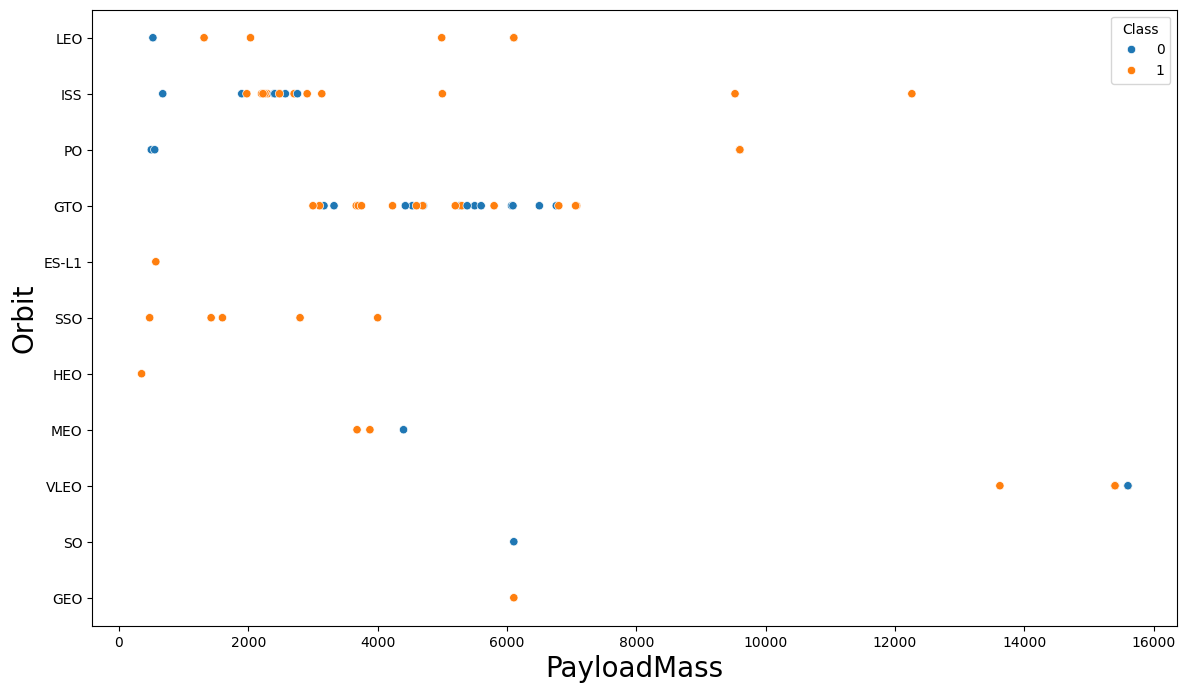 Class
0
1
LEO
ISS
PO
GTO
ES-L1
SSO
HEO
MEO
VLEO
SO
GEO
Orbit
0 2000 4000 6000 8000 10000 12000 14000 16000
PayloadMass